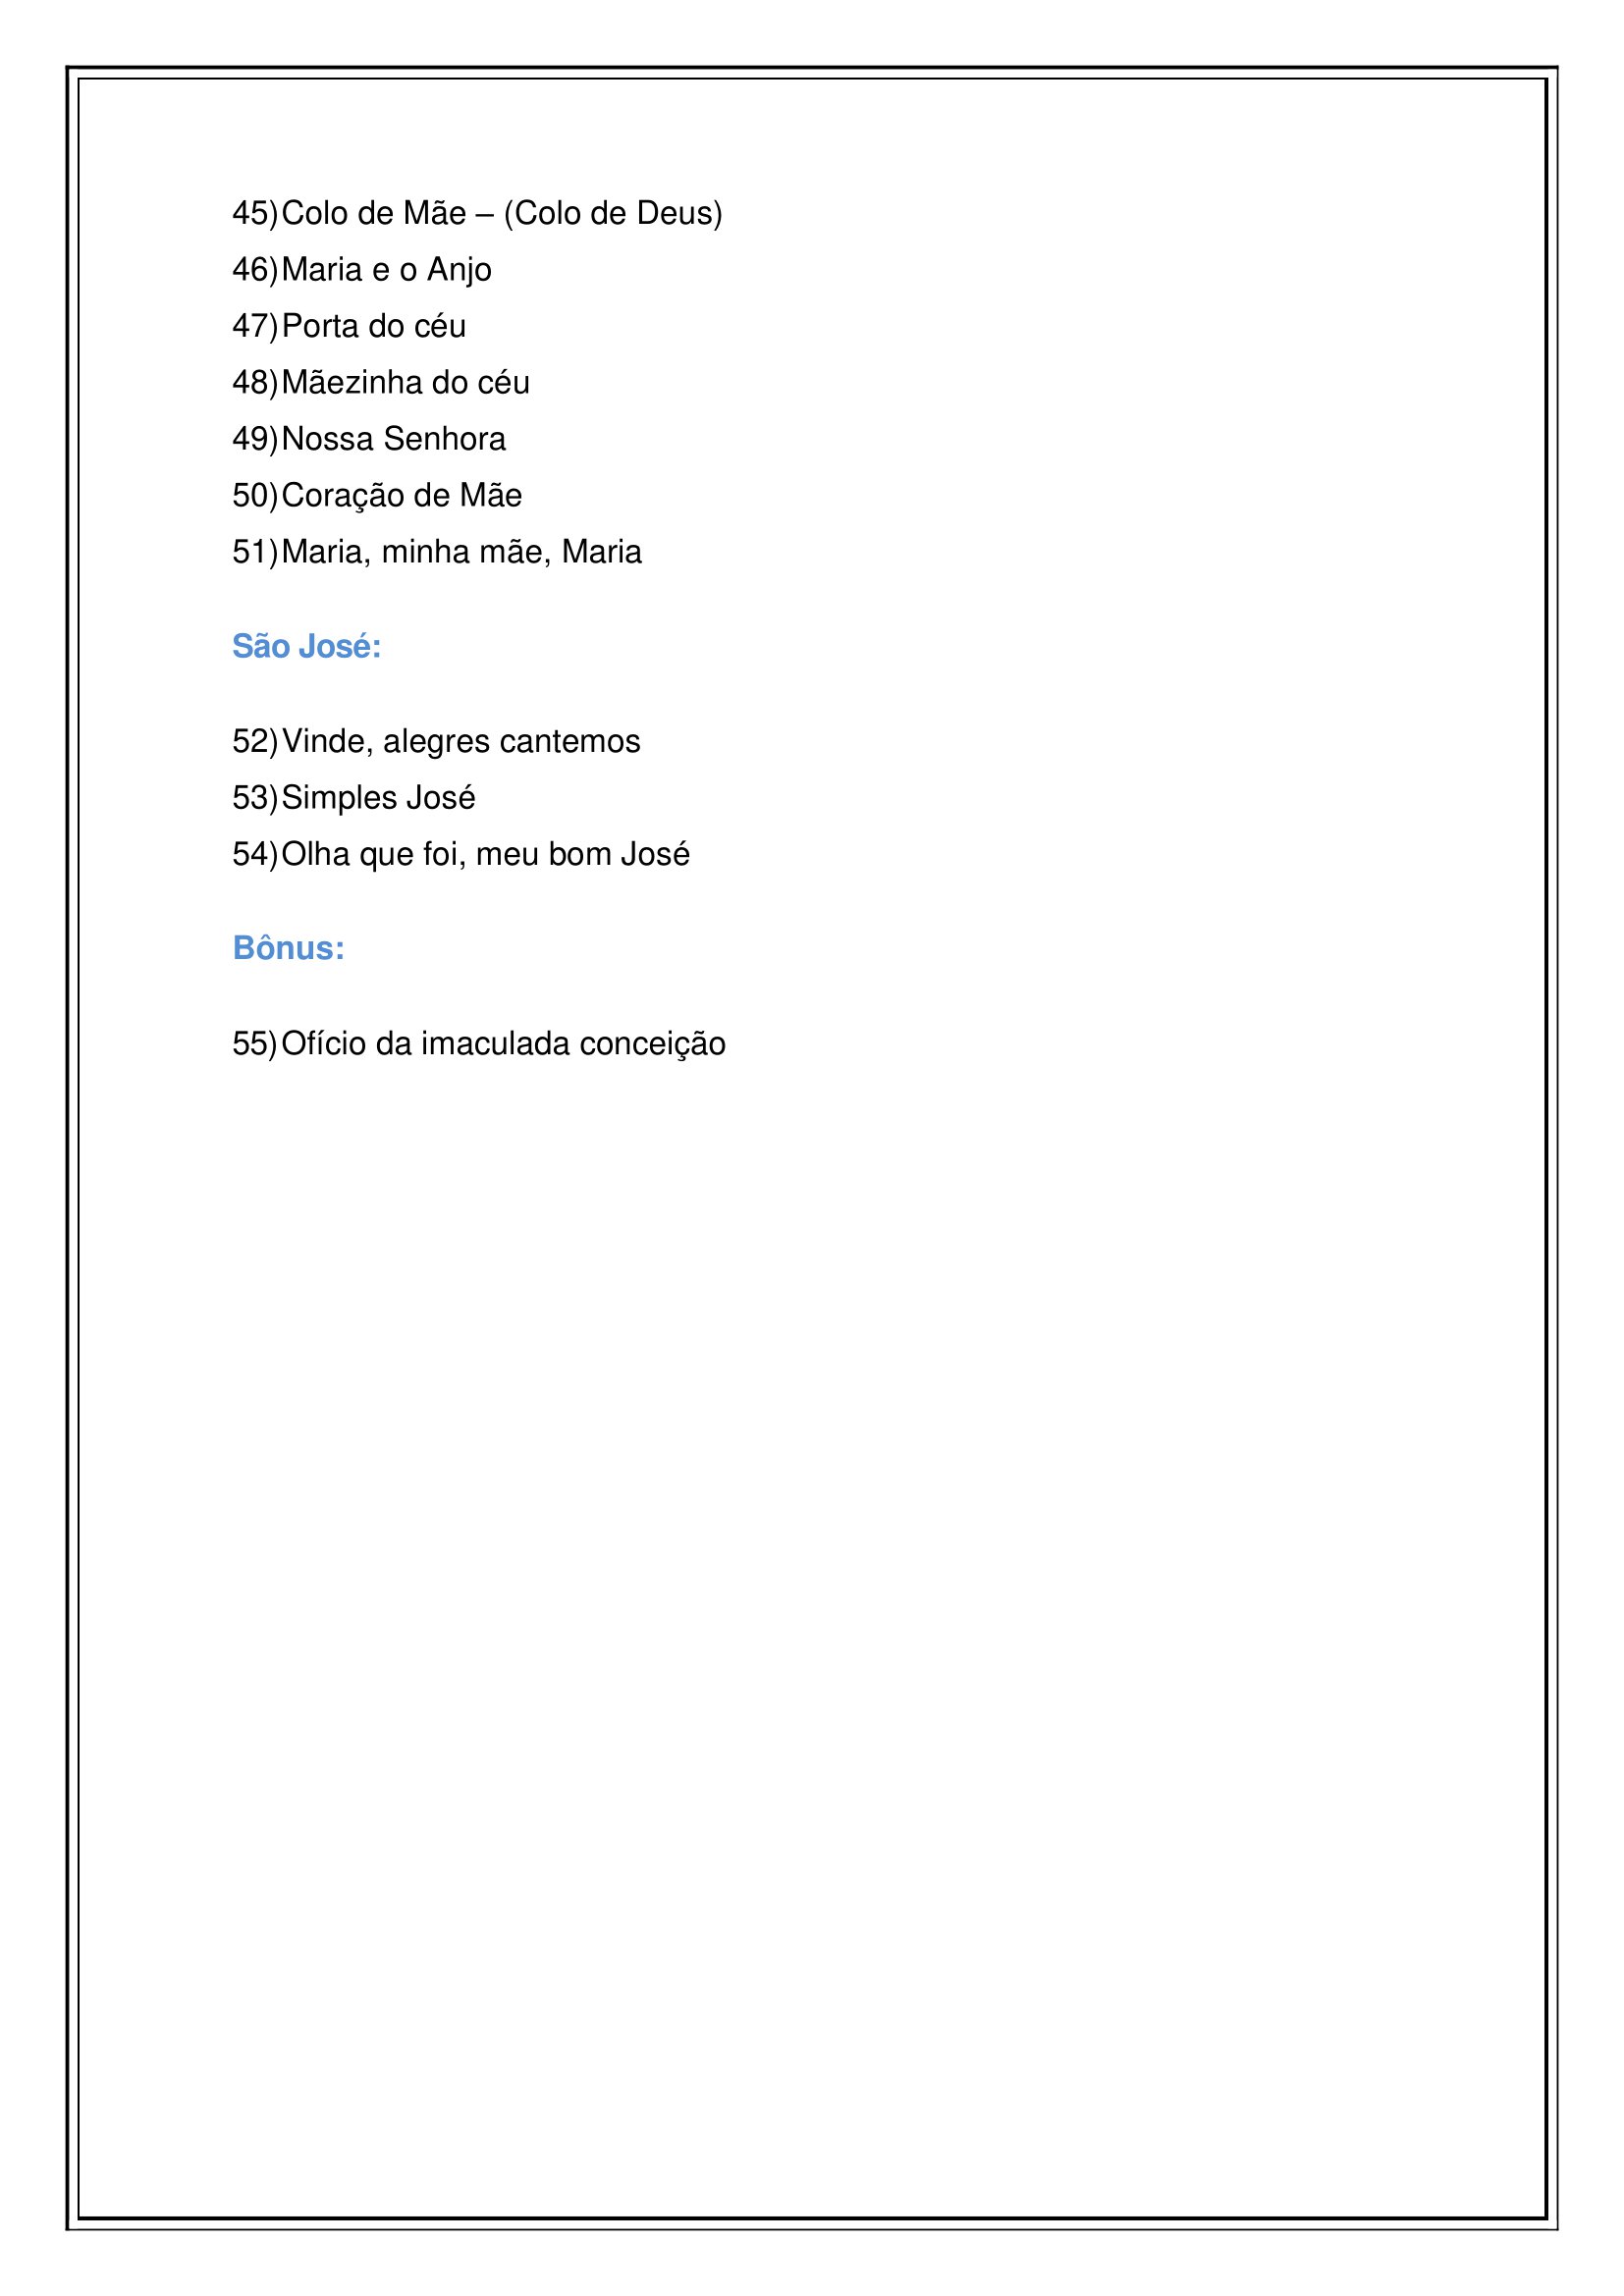 45) Colo de Mãe – (Colo de Deus)
46) Maria e o Anjo
47) Porta do céu
48) Mãezinha do céu
49) Nossa Senhora
50) Coração de Mãe
51) Maria, minha mãe, Maria
São José:
52) Vinde, alegres cantemos
53) Simples José
54) Olha que foi, meu bom José
Bônus:
55) Ofício da imaculada conceição